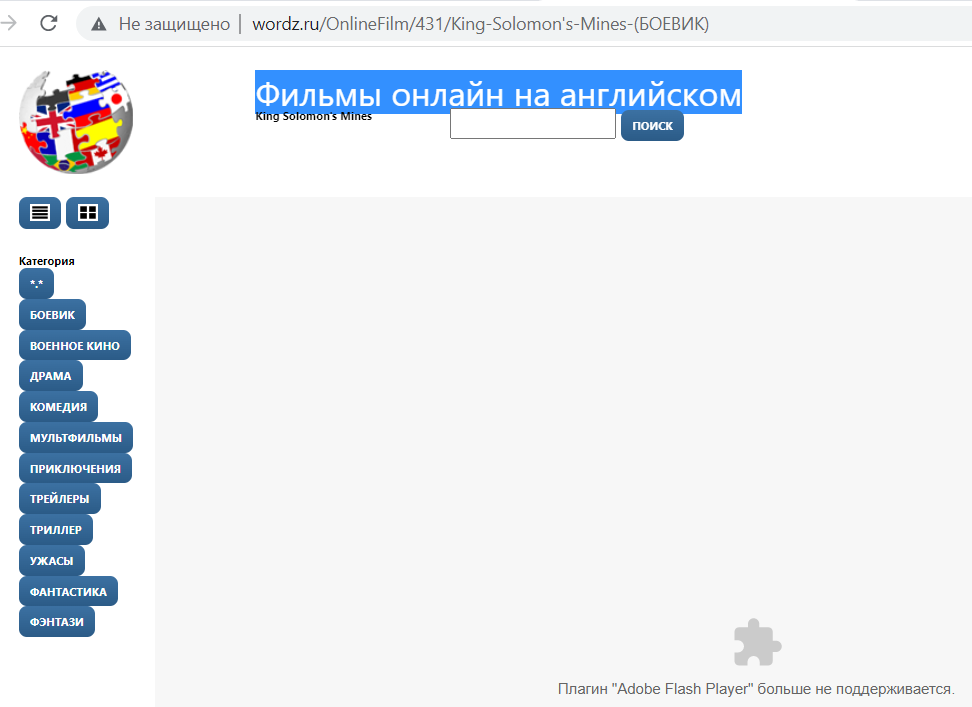 Не защищено | wordz.ru/OnlineFilm/431/King-Solomon's-Mines-(БОЕВИК)
Фильмы онлайн на английском
King Solomon's Mines
ПОИСК
Категория
*.*
БОЕВИК
ВОЕННОЕ КИНО
ДРАМА
КОМЕДИЯ
МУЛЬТФИЛЬМЫ
ПРИКЛЮЧЕНИЯ
ТРЕЙЛЕРЫ
ТРИЛЛЕР
УЖАСЫ
ФАНТАСТИКА
ФЭНТАЗИ
Плагин "Adobe Flash Player" больше не поддерживается.